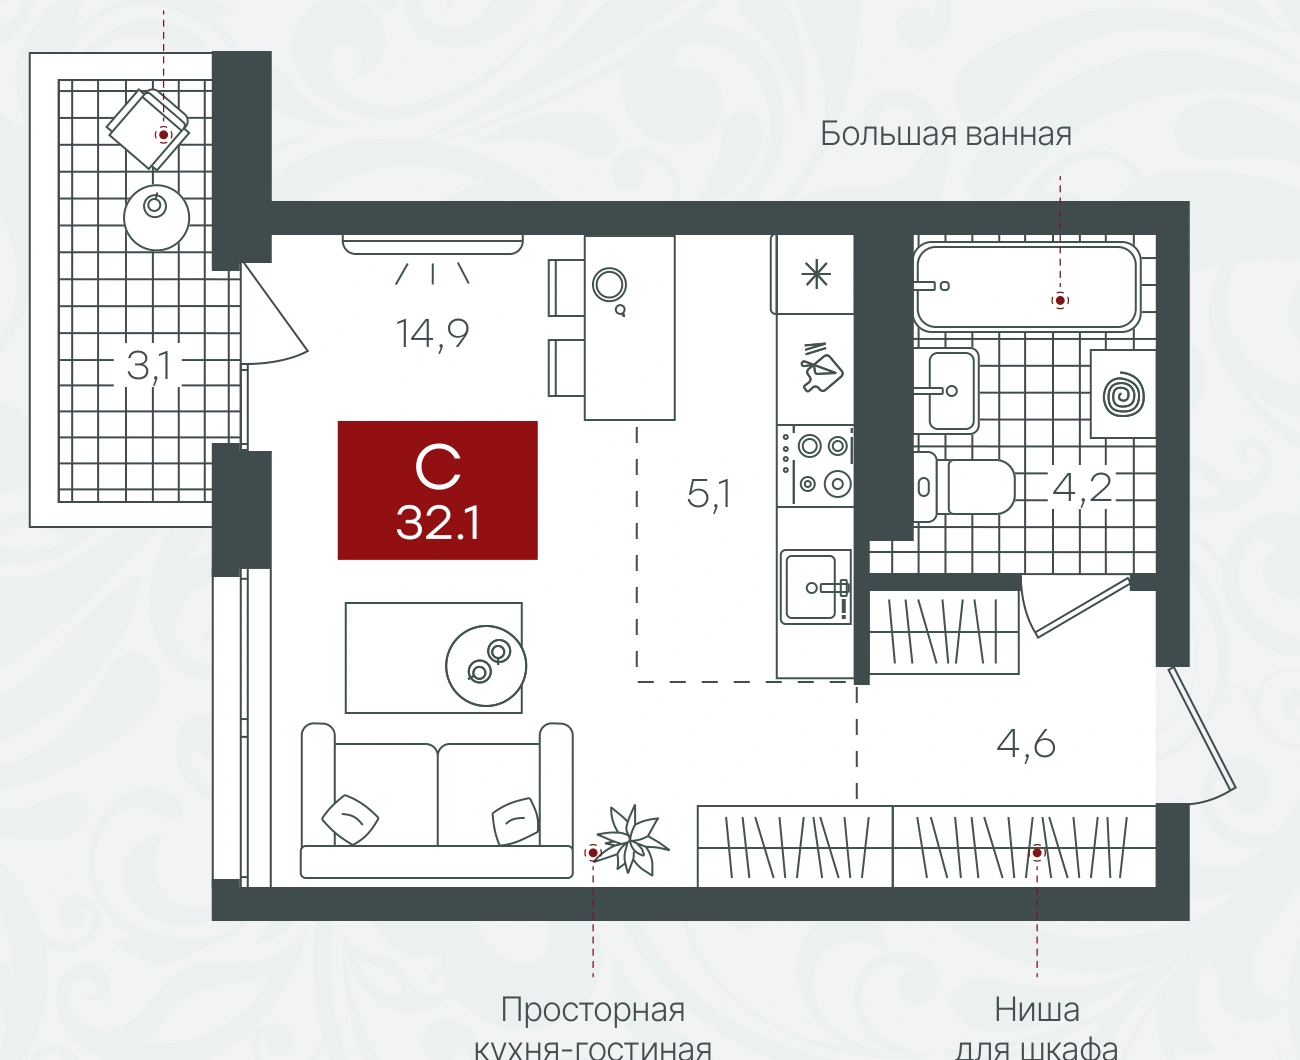 Большая ванная
14,9
3,1
С
32.1
5,1
4,2
4,6
Просторная
кухня-гостиная
Ниша
для шкафа